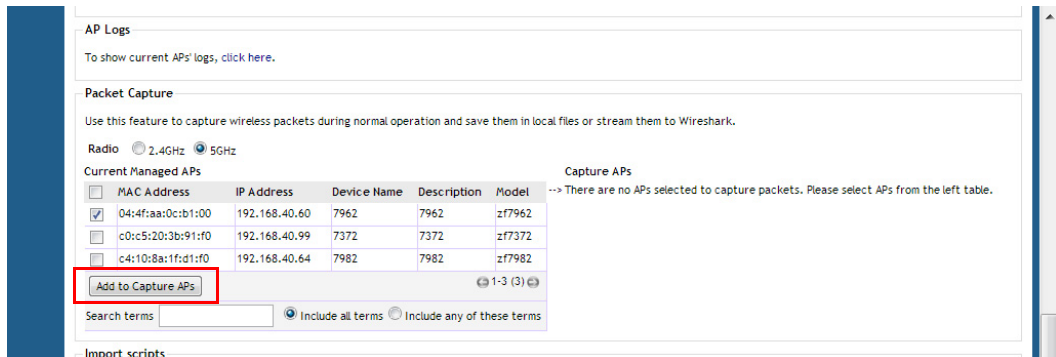 AP Logs
To show current APs' logs, click here.
Packet Capture
Use this feature to capture wireless packets during normal operation and save them in local files or stream them to Wireshark.
Radio 2.4GHz 5GHz
Current Managed APs
MAC Address IP Address Device Name Description Model
04:4f:aa:0c:b1:00 192.168.40.60 7962 7962 zf7962
c0:c5:20:3b:91:f0 192.168.40.99 7372 7372 zf7372
c4:10:8a:1f:d1:f0 192.168.40.64 7982 7982 zf7982
Add to Capture APs 1-3 (3)
Search terms Include all terms Include any of these terms
Capture APs
--> There are no APs selected to capture packets. Please select APs from the left table.
Import scripts